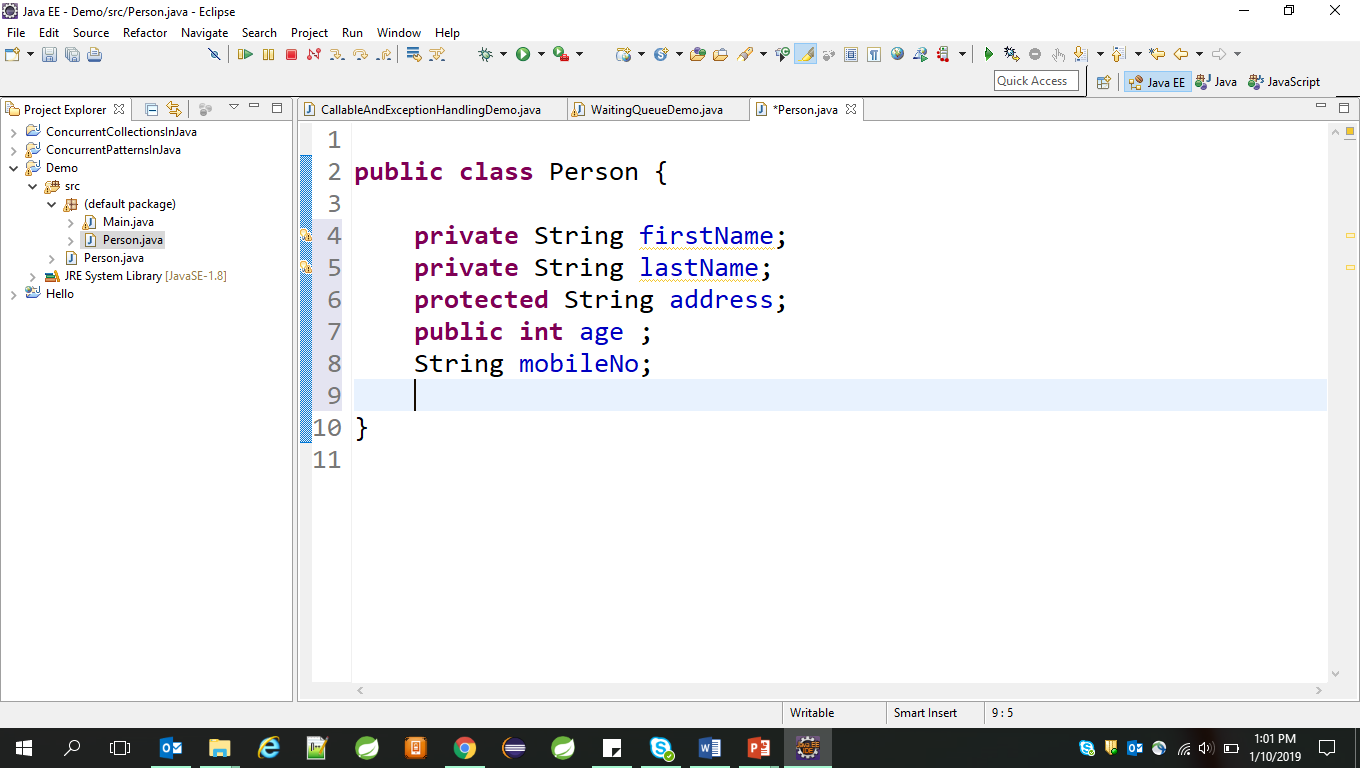 Java EE - Demo/src/Person.java - Eclipse
File Edit Source Refactor Navigate Search Project Run Window Help
Quick Access
Java EE
Java
JavaScript
Project Explorer
CallableAndExceptionHandlingDemo.java
WaitingQueueDemo.java
*Person.java
ConcurrentCollectionsInJava
ConcurrentPatternsInJava
Demo
src
(default package)
Main.java
Person.java
Person.java
JRE System Library [JavaSE-1.8]
Hello
1
2 public class Person {
3
4 private String firstName;
5 private String lastName;
6 protected String address;
7 public int age ;
8 String mobileNo;
9
10 }
11
Writable
Smart Insert
9 : 5
1:01 PM
1/10/2019